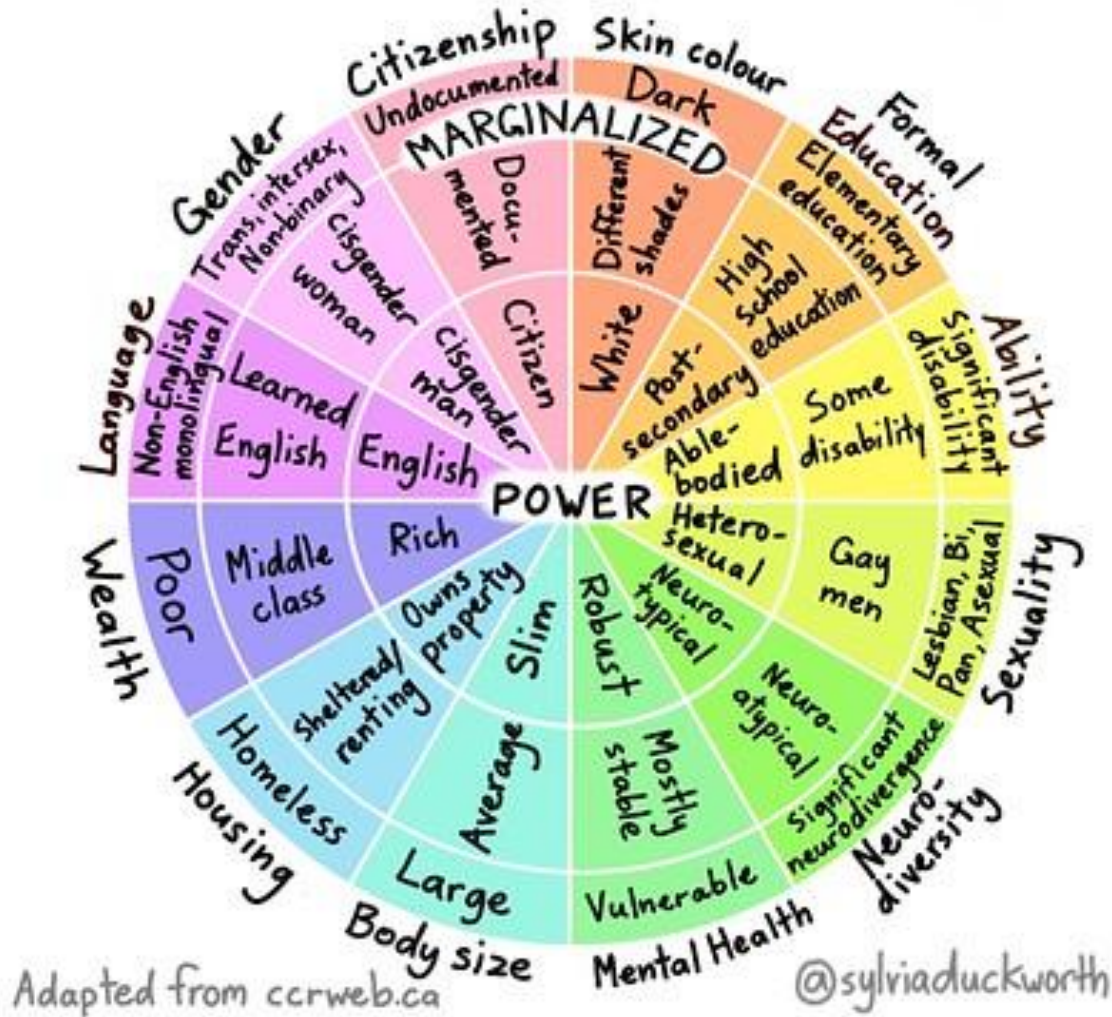 Citizenship
Undocumented
Docu-
mented
Citizen
Skin colour
Dark
Different
shades
White
Formal
Education
Elementary
education
High
school
education
Post-
secondary
Ability
Significant
disability
Some
disability
Able-
bodied
Sexuality
Lesbian, Bi,
Pan, Asexual
Gay
men
Hetero-
sexual
Neuro-
diversity
Significant
neurodivergence
Neuro-
atypical
Neuro-
typical
Mental Health
Vulnerable
Mostly
stable
Robust
Body size
Large
Average
Slim
Housing
Homeless
Sheltered/
renting
Owns
property
Wealth
Poor
Middle
class
Rich
Language
Non-English
monolingual
Learned
English
English
Gender
Trans, intersex,
Nonbinary
cisgender
woman
cisgender
man
MARGINALIZED
POWER
Adapted from ccrweb.ca
@sylviaduckworth